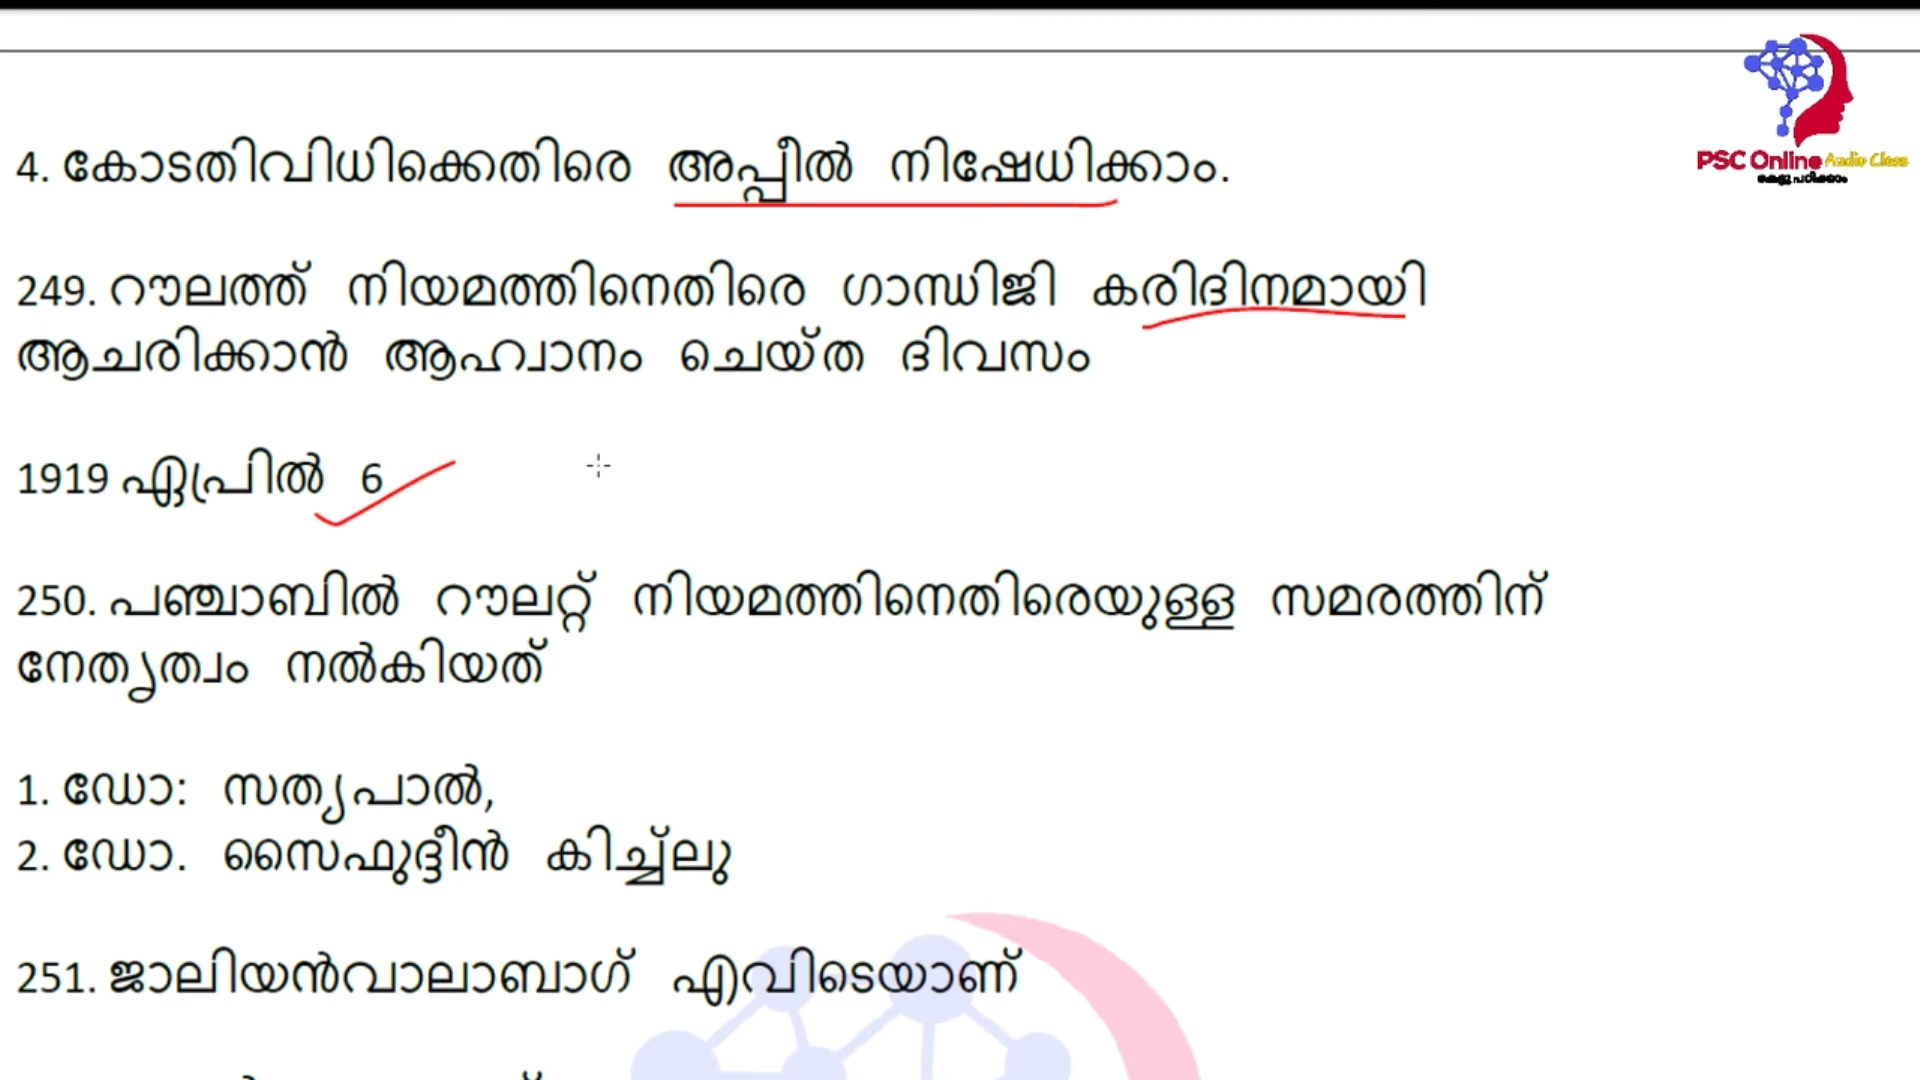 PSC Online Audio Class
കേട്ടു പഠിക്കാം
4. കോടതിവിധിക്കെതിരെ അപ്പീൽ നിഷേധിക്കാം.
249. റൗലത്ത് നിയമത്തിനെതിരെ ഗാന്ധിജി കരിദിനമായി
ആചരിക്കാൻ ആഹ്വാനം ചെയ്ത ദിവസം
1919 ഏപ്രിൽ 6
250. പഞ്ചാബിൽ റൗലറ്റ് നിയമത്തിനെതിരെയുള്ള സമരത്തിന്
നേതൃത്വം നൽകിയത്
1. ഡോ: സത്യപാൽ,
2. ഡോ. സൈഫുദ്ദീൻ കിച്ച്ലു
251. ജാലിയൻവാലാബാഗ് എവിടെയാണ്